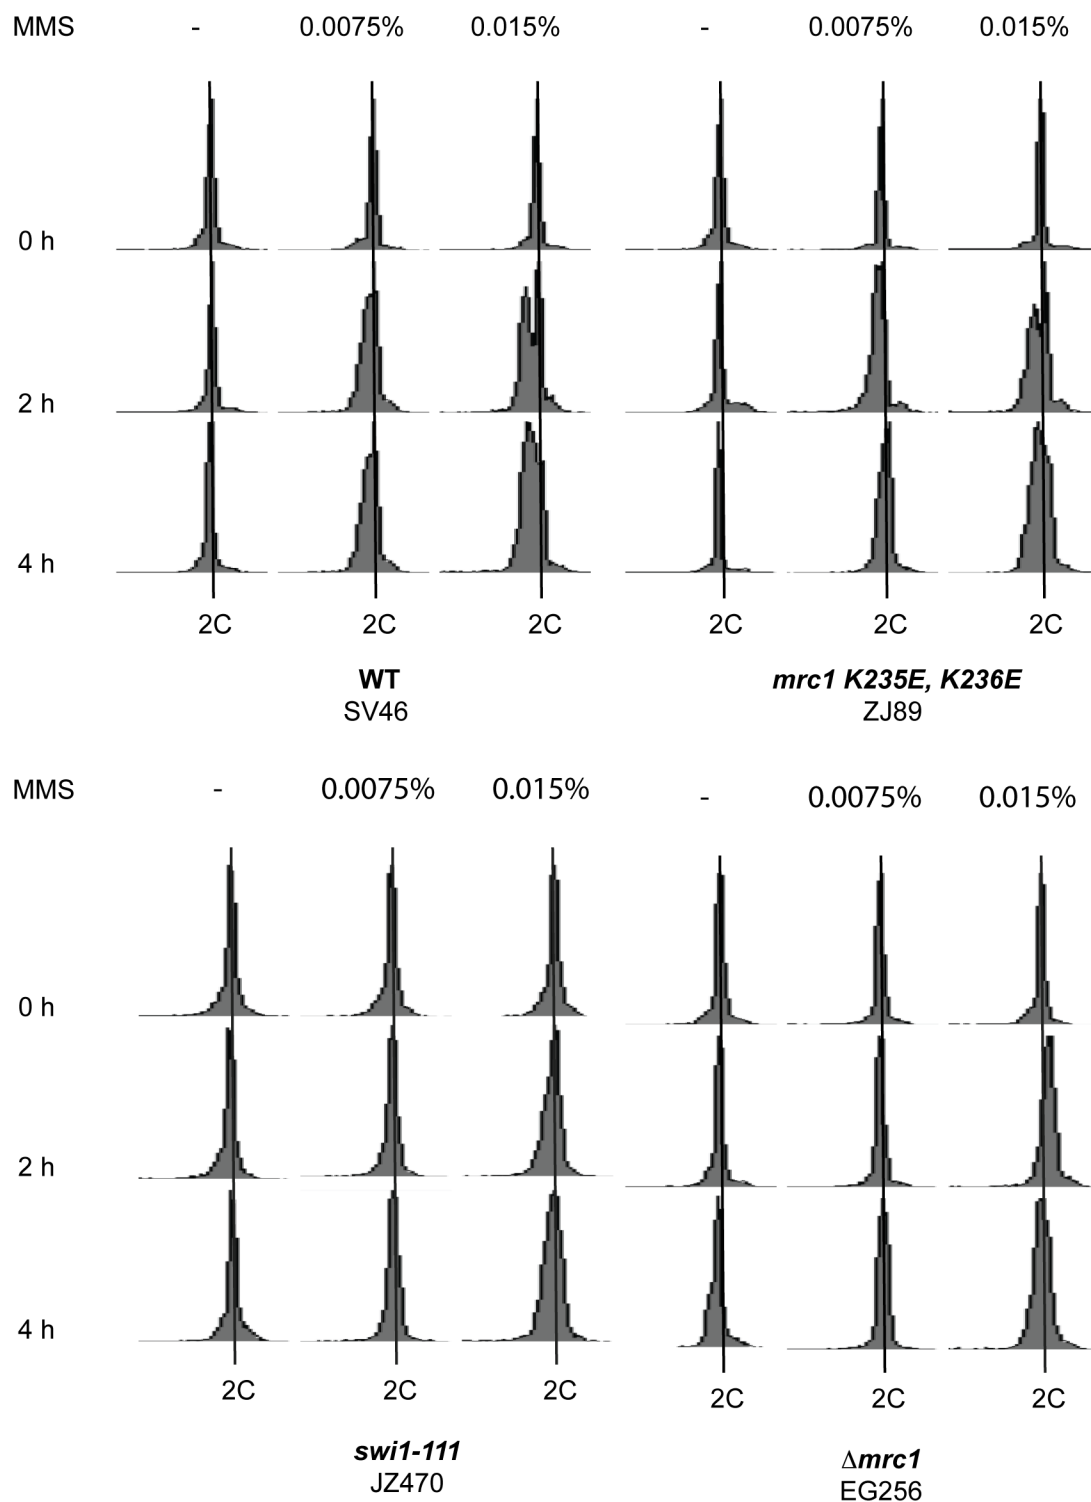 MMS - 0.0075% 0.015% - 0.0075% 0.015%
0 h
2 h
4 h
2C 2C 2C 2C 2C 2C
WT mrc1 K235E, K236E
SV46 ZJ89
MMS - 0.0075% 0.015% - 0.0075% 0.015%
0 h
2 h
4 h
2C 2C 2C 2C 2C 2C
swi1-111 Δmrc1
JZ470 EG256